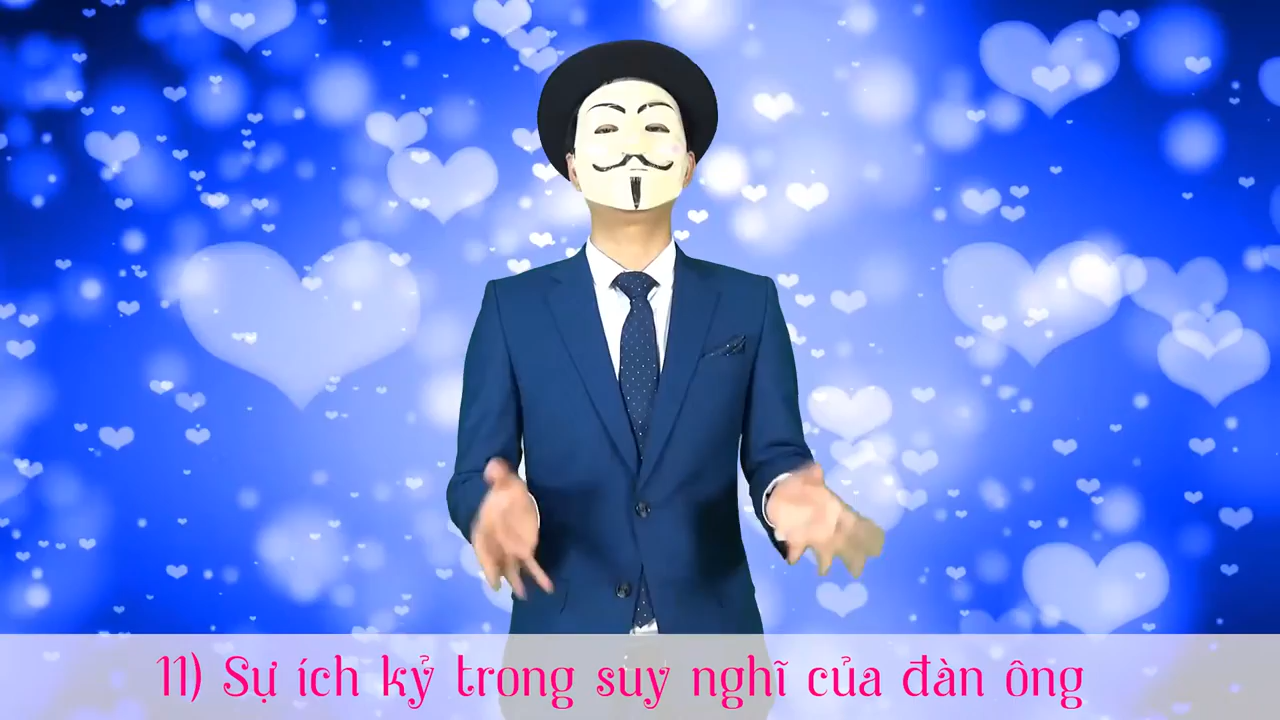 11) Sự ích kỷ trong suy nghĩ của đàn ông